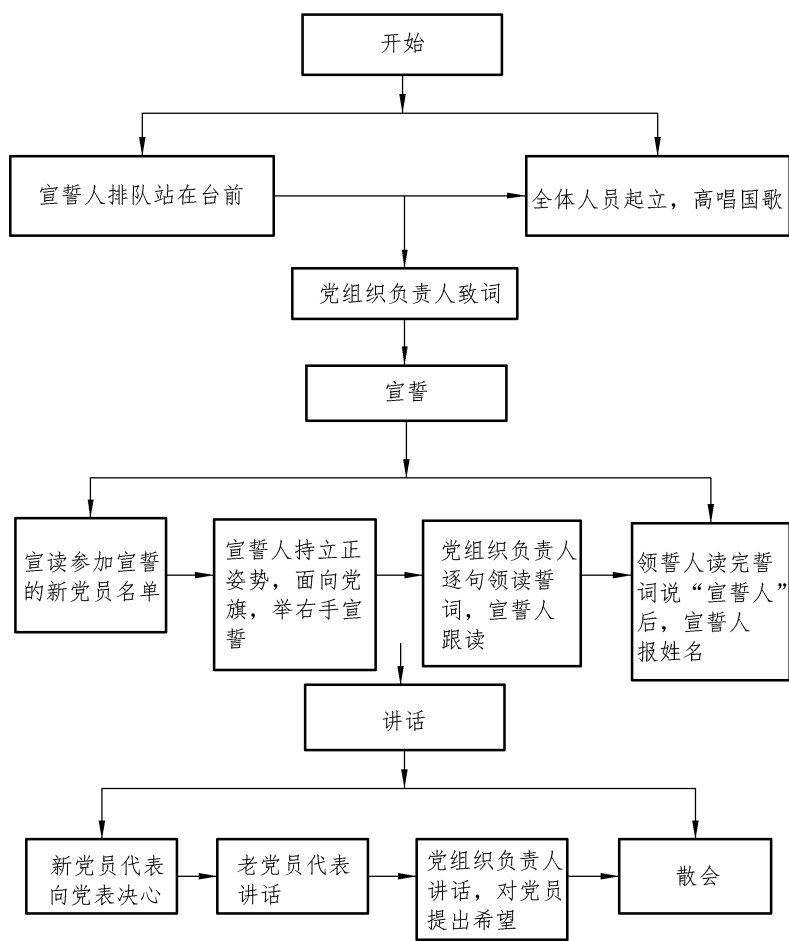 开始
宣誓人排队站在台前
全体人员起立，高唱国歌
党组织负责人致词
宣誓
宣读参加宣誓
的新党员名单
宣誓人持立正
姿势，面向党
旗，举右手宣
誓
党组织负责人
逐句领读誓
词，宣誓人
跟读
领誓人读完誓
词说“宣誓人”
后，宣誓人
报姓名
讲话
新党员代表
向党表决心
老党员代表
讲话
党组织负责人
讲话，对党员
提出希望
散会